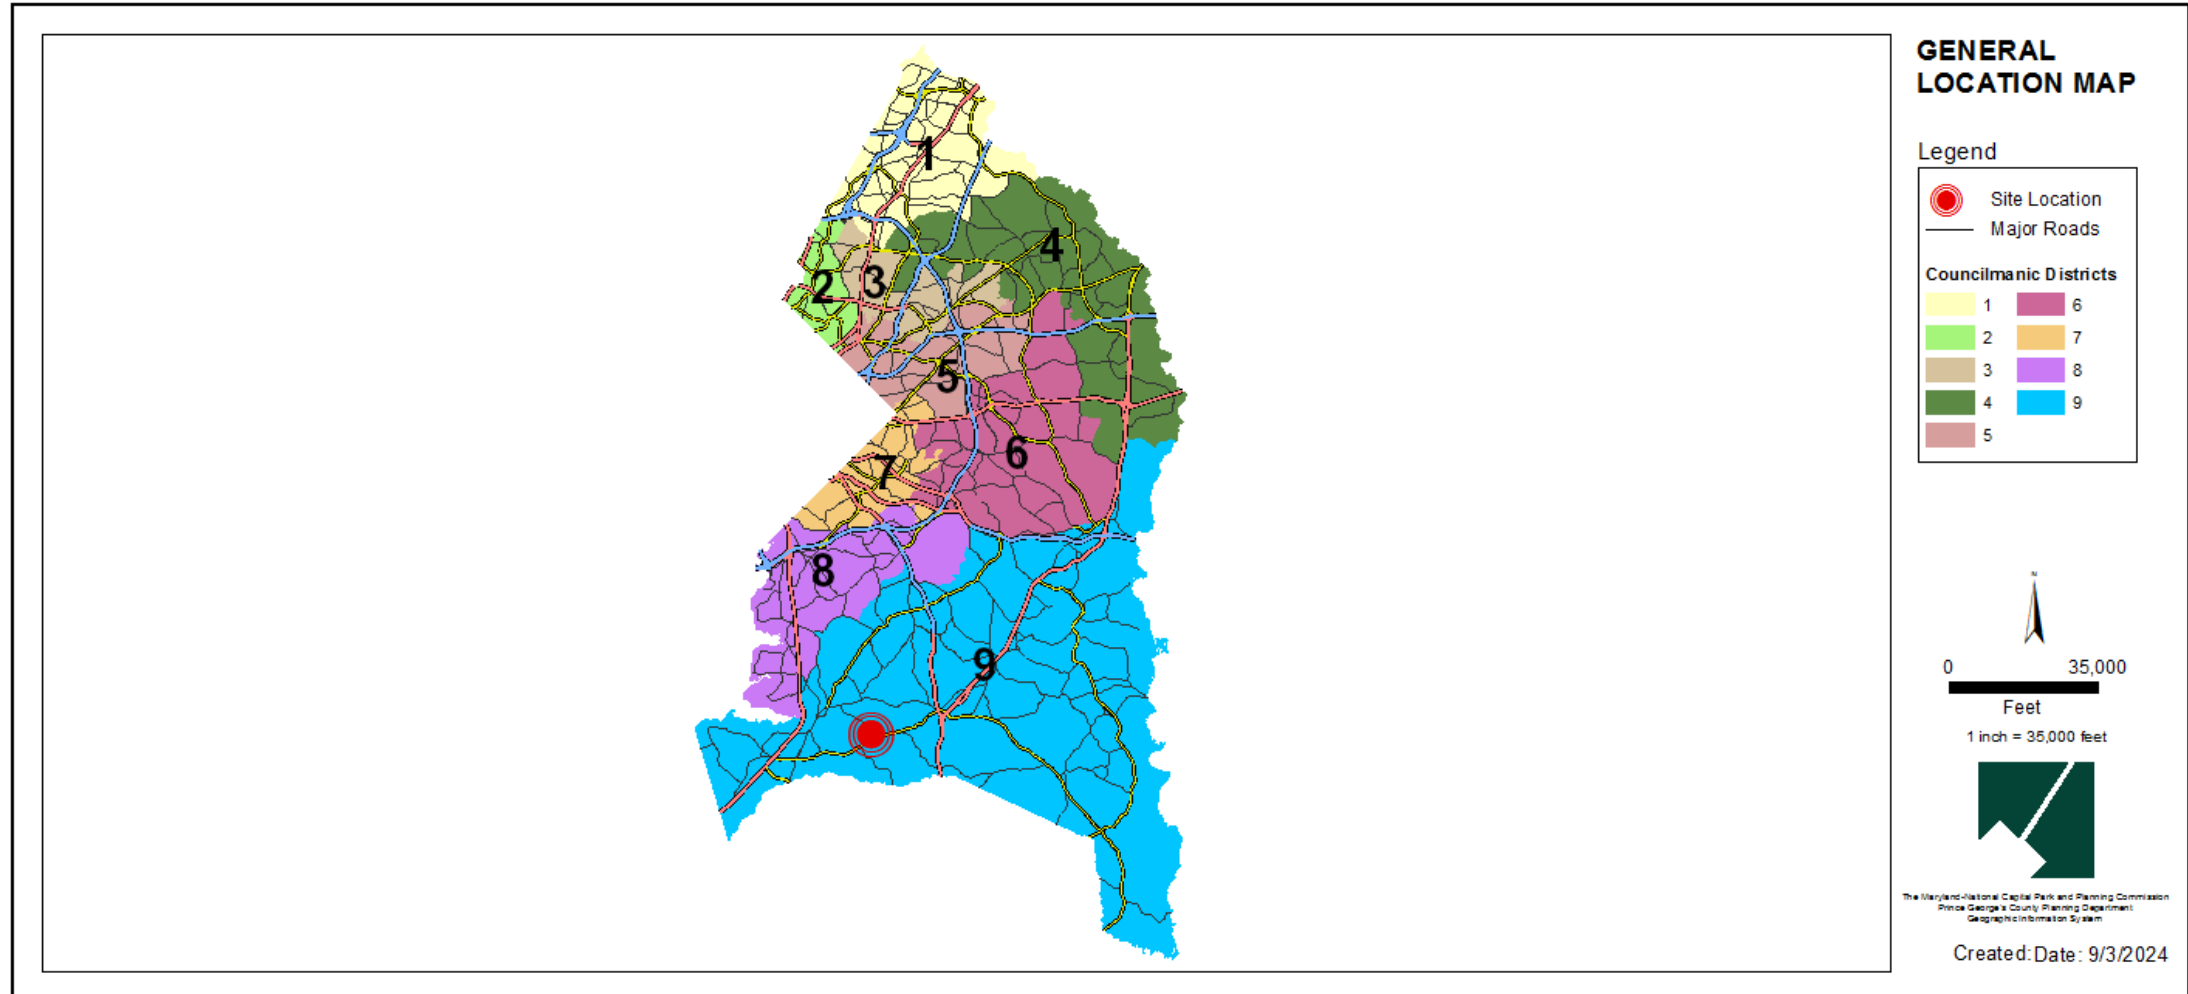 GENERAL
LOCATION MAP
Legend
Site Location
Major Roads
Councilmanic Districts
1 6
2 7
3 8
4 9
5
1
4
2
3
5
6
7
8
9
N
0 35,000
Feet
1 inch = 35,000 feet
The Maryland-National Capital Park and Planning Commission
Prince George's County Planning Department
Geographic Information System
Created: Date: 9/3/2024